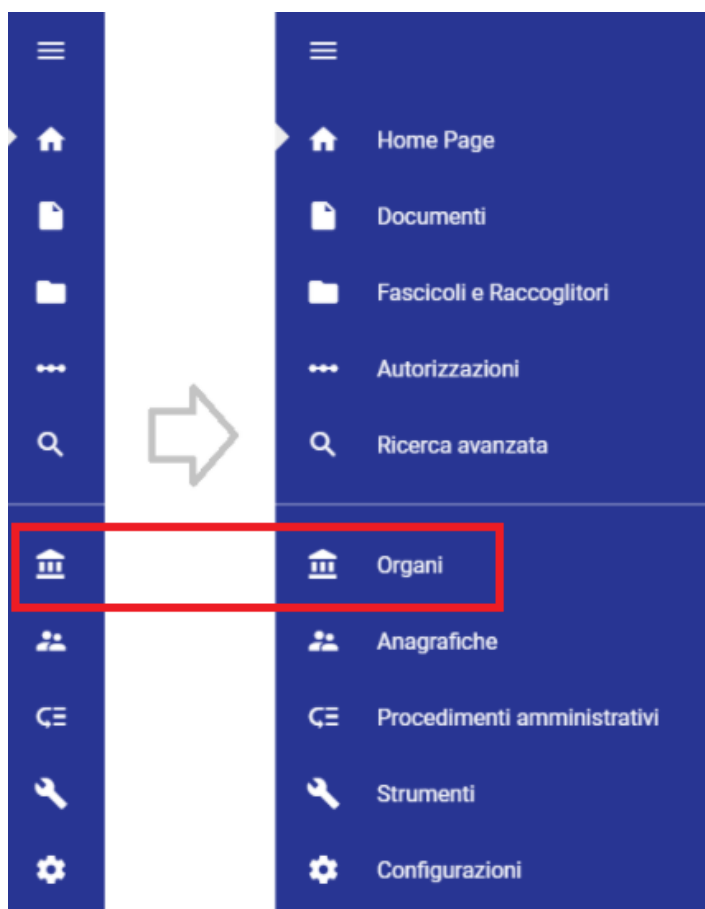 Home Page
Documenti
Fascicoli e Raccoglitori
Autorizzazioni
Ricerca avanzata
Organi
Anagrafiche
Procedimenti amministrativi
Strumenti
Configurazioni